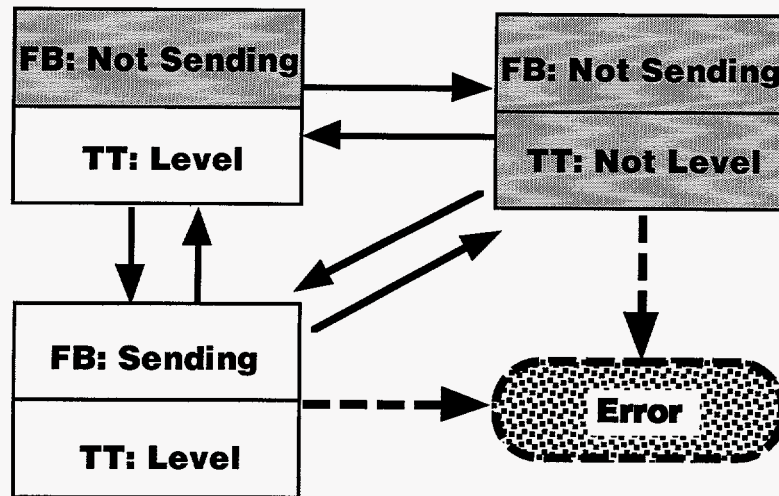 FB: Not Sending
TT: Level
FB: Not Sending
TT: Not Level
FB: Sending
TT: Level
Error